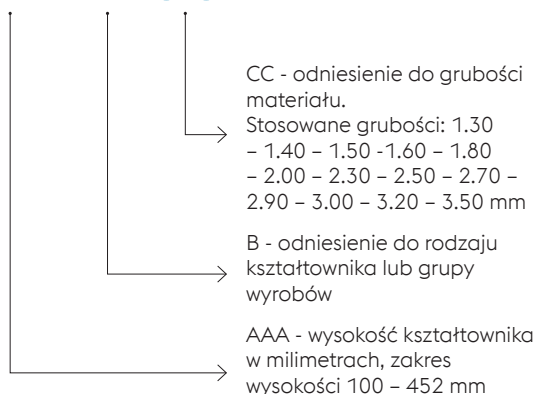 CC - odniesienie do grubości
materiału.
Stosowane grubości: 1.30
– 1.40 – 1.50 -1.60 – 1.80
– 2.00 – 2.30 – 2.50 – 2.70 –
2.90 – 3.00 – 3.20 – 3.50 mm
B - odniesienie do rodzaju
kształtownika lub grupy
wyrobów
AAA - wysokość kształtownika
w milimetrach, zakres
wysokości 100 – 452 mm